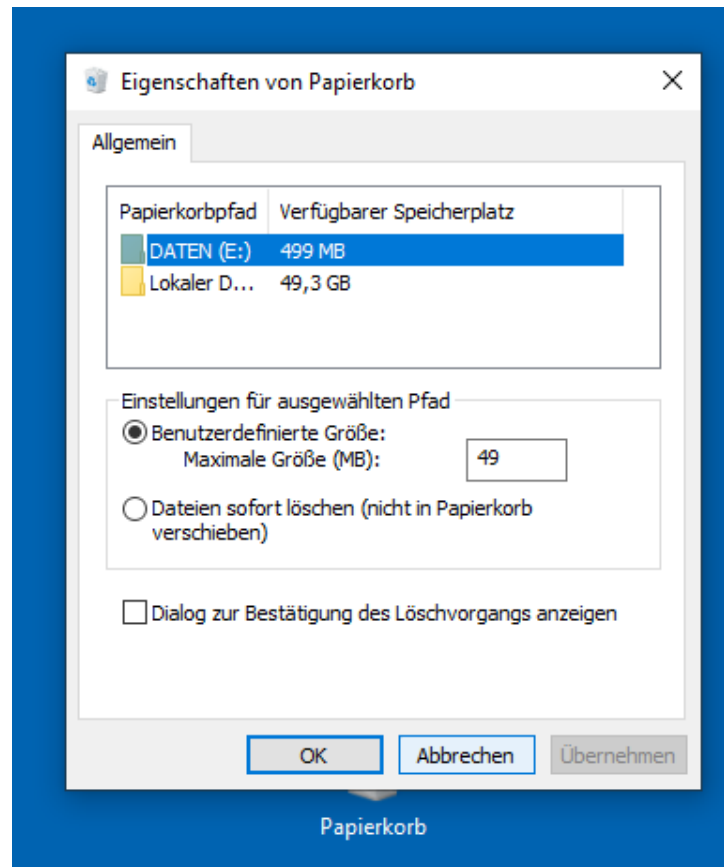 Eigenschaften von Papierkorb
Allgemein
Papierkorbpfad Verfügbarer Speicherplatz
DATEN (E:) 499 MB
Lokaler D... 49,3 GB
Einstellungen für ausgewählten Pfad
Benutzerdefinierte Größe:
Maximale Größe (MB): 49
Dateien sofort löschen (nicht in Papierkorb
verschieben)
Dialog zur Bestätigung des Löschvorgangs anzeigen
OK Abbrechen Übernehmen
Papierkorb